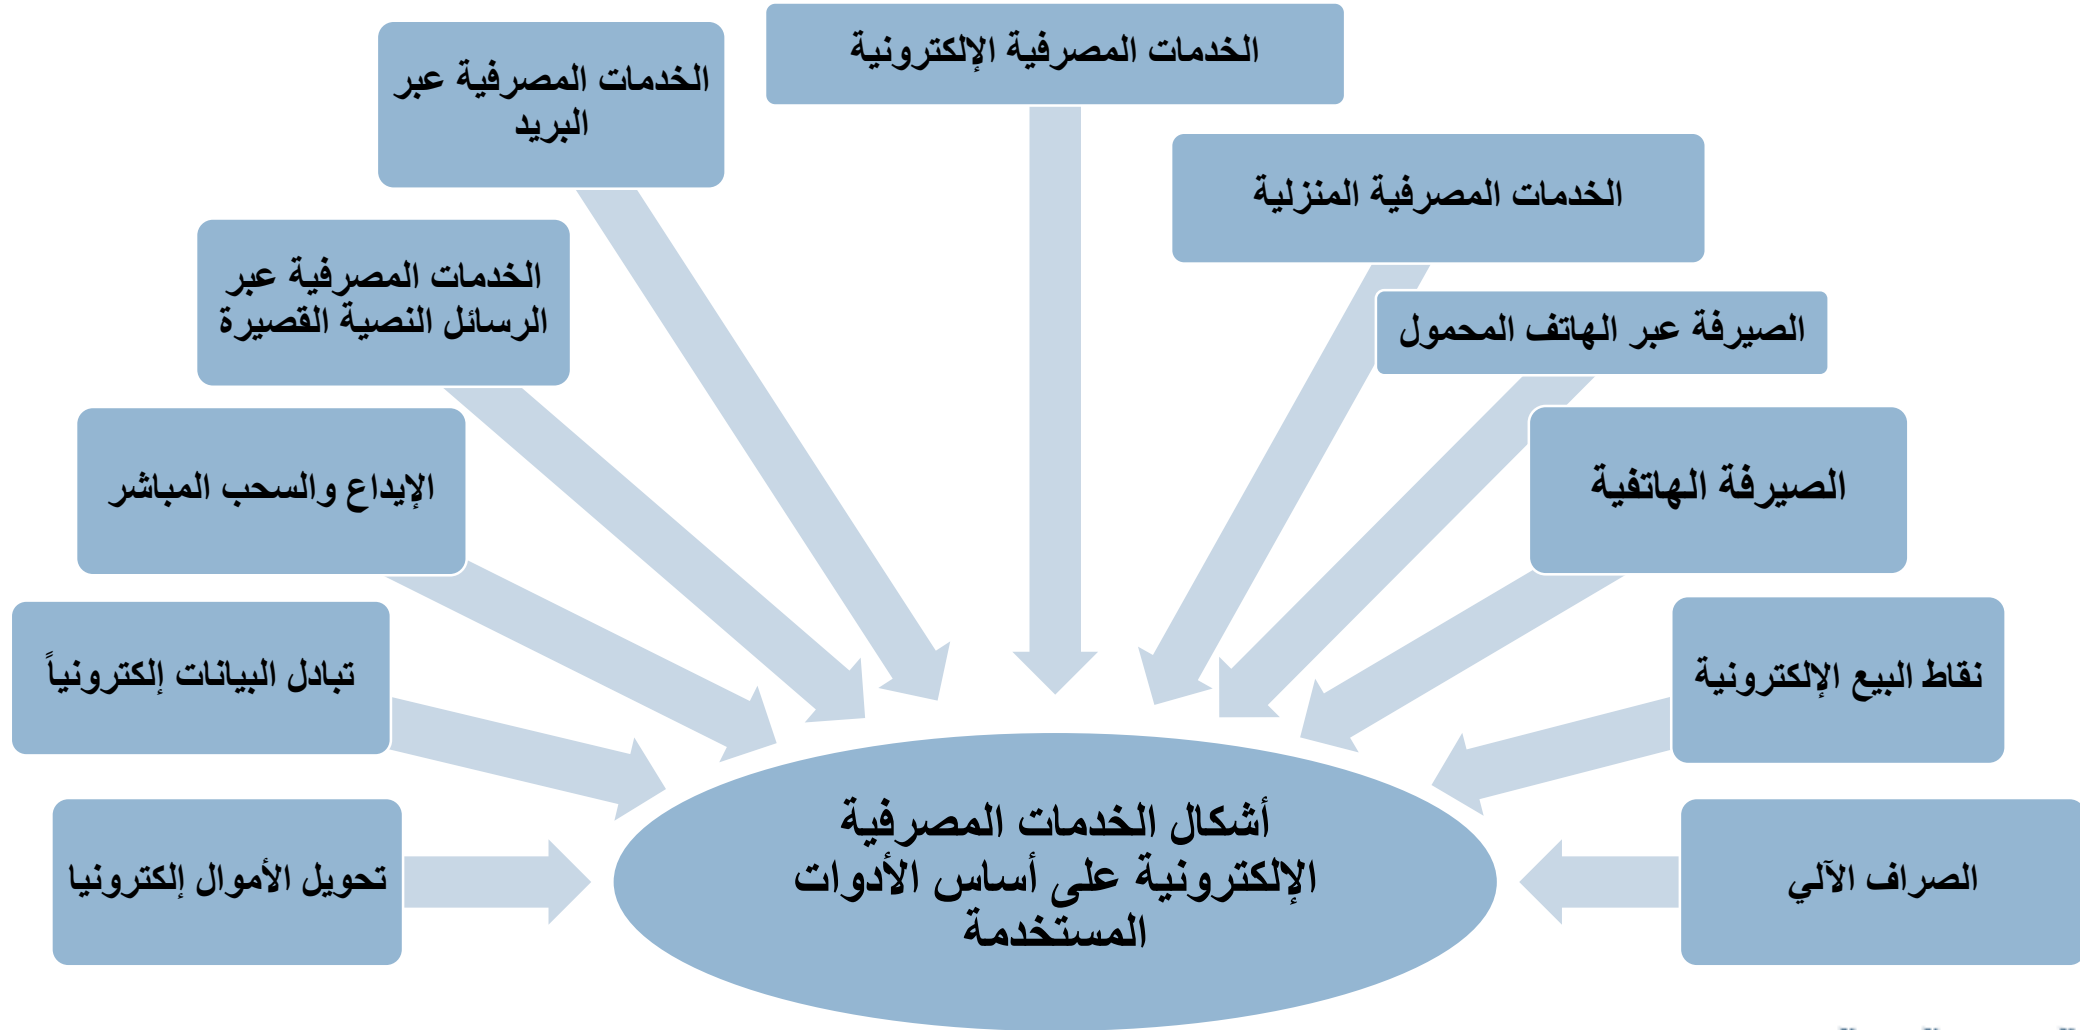 الخدمات المصرفية الإلكترونية
الخدمات المصرفية المنزلية
الصيرفة عبر الهاتف المحمول
الصيرفة الهاتفية
نقاط البيع الإلكترونية
الصراف الآلي
الخدمات المصرفية عبر
البريد
الخدمات المصرفية عبر
الرسائل النصية القصيرة
الإيداع والسحب المباشر
تبادل البيانات إلكترونياً
تحويل الأموال إلكترونيا
أشكال الخدمات المصرفية
الإلكترونية على أساس الأدوات
المستخدمة